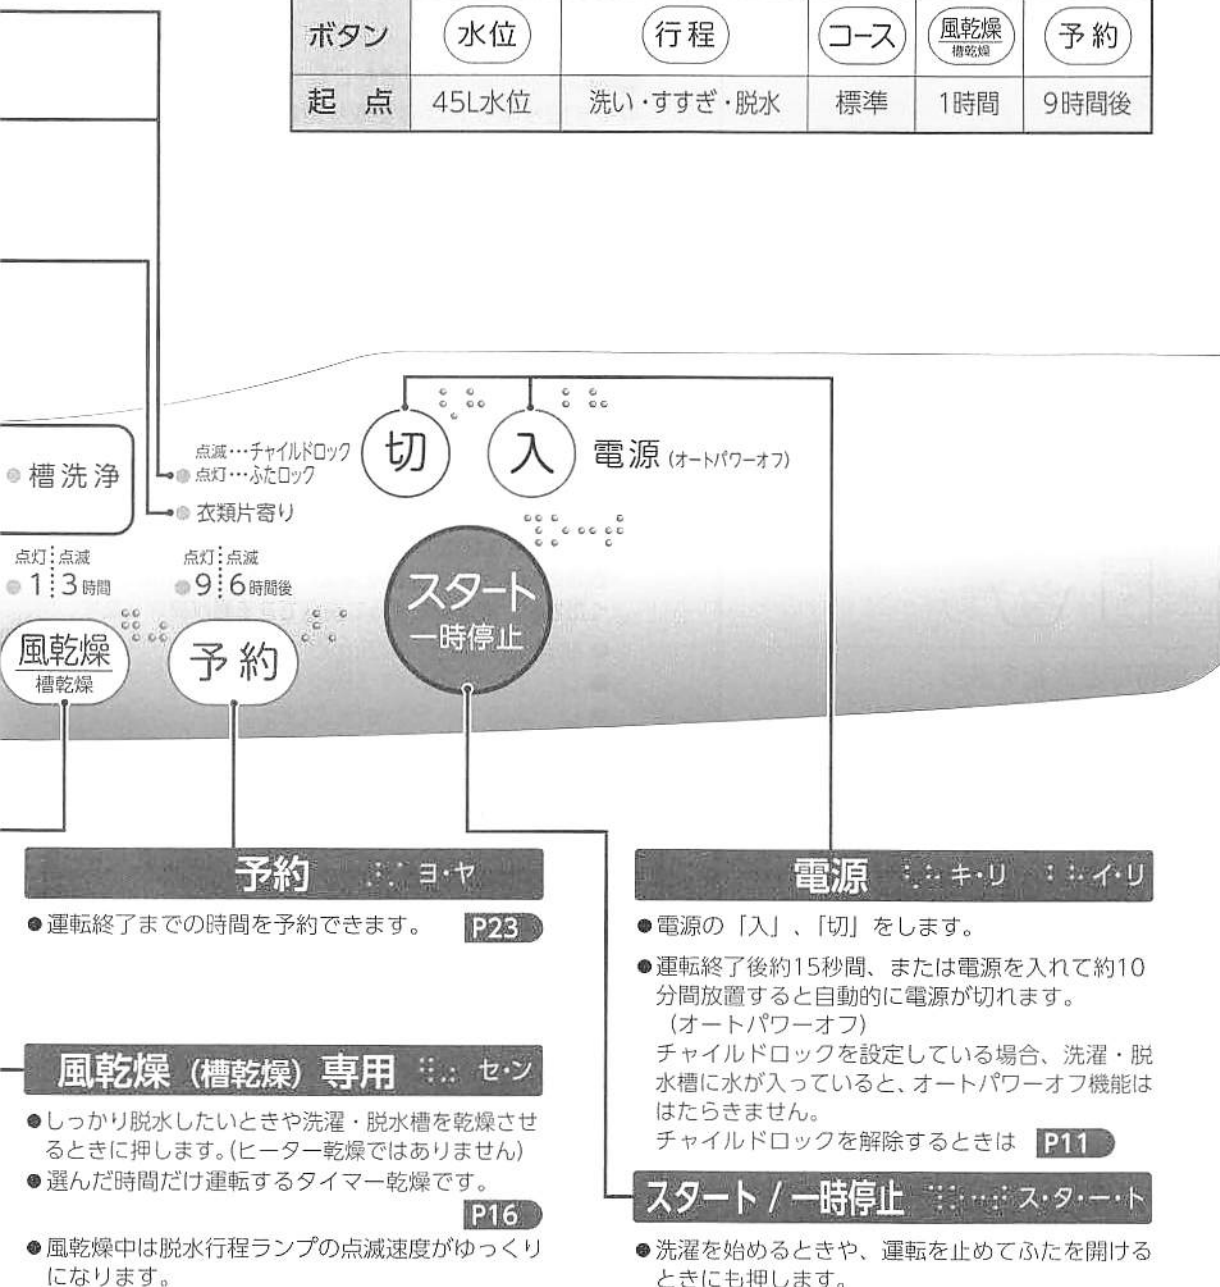 ボタン 水位 行程 コース 風乾燥 槽乾燥 予約
起 点 45L水位 洗い・すすぎ・脱水 標準 1時間 9時間後
切 入 電源(オートパワーオフ)
槽洗浄
点滅…チャイルドロック
点灯…ふたロック
衣類片寄り
点灯 点滅
1 3時間
点灯 点滅
9 6時間後
風乾燥
槽乾燥
予約
スタート
一時停止
予約 ヨ・ヤ
●運転終了までの時間を予約できます。 P23
風乾燥(槽乾燥)専用 セ・ン
●しっかり脱水したいときや洗濯・脱水槽を乾燥させ
るときに押します。(ヒーター乾燥ではありません)
●選んだ時間だけ運転するタイマー乾燥です。
P16
●風乾燥中は脱水行程ランプの点滅速度がゆっくり
になります。
電源 キ・リ イ・リ
●電源の「入」、「切」をします。
●運転終了後約15秒間、または電源を入れて約10
分間放置すると自動的に電源が切れます。
(オートパワーオフ)
チャイルドロックを設定している場合、洗濯・脱
水槽に水が入っていると、オートパワーオフ機能は
はたらきません。
チャイルドロックを解除するときは P11
スタート / 一時停止 ス・タ・ー・ト
●洗濯を始めるときや、運転を止めてふたを開ける
ときにも押します。